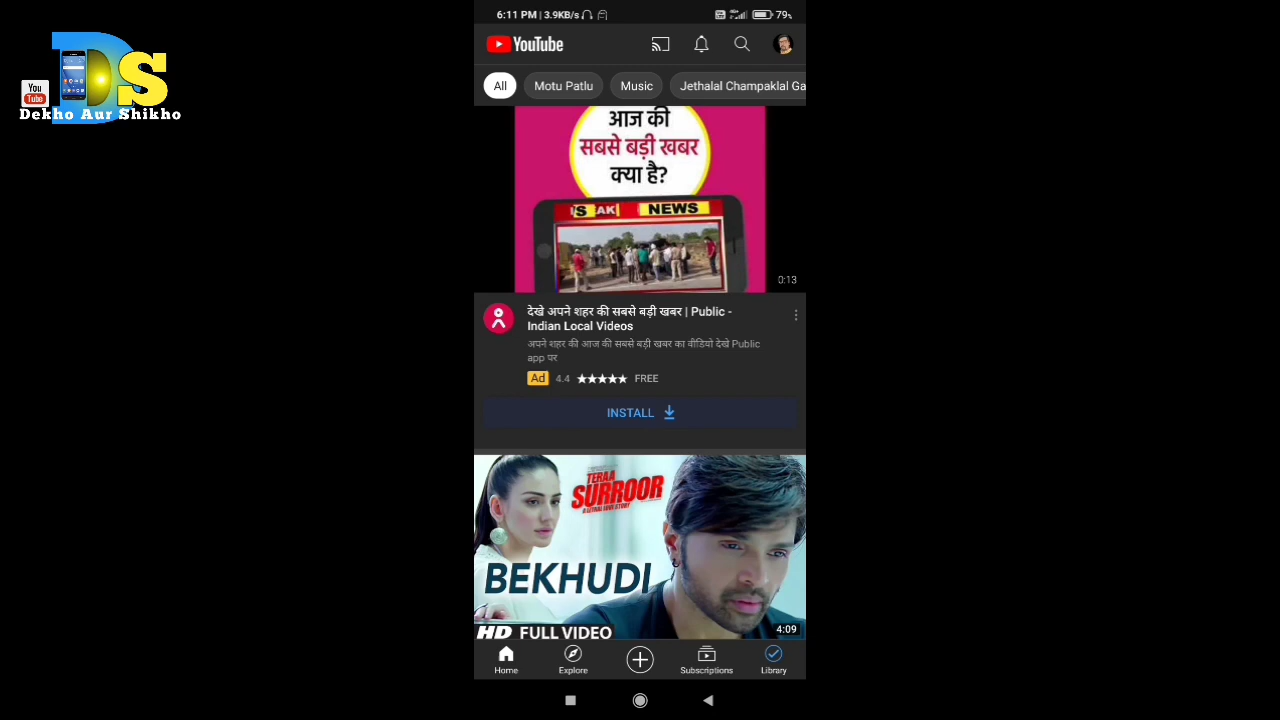 6:11 PM | 3.9KB/s
79%
DS
You
Tube
Dekho Aur Shikho
YouTube
All
Motu Patlu
Music
Jethalal Champaklal Ga
आज की
सबसे बड़ी खबर
क्या है?
NEWS
0:13
देखे अपने शहर की सबसे बड़ी खबर | Public -
Indian Local Videos
अपने शहर की आज की सबसे बड़ी खबर का वीडियो देखे Public
app पर
Ad 4.4 ★★★★★ FREE
INSTALL
TERAA
SURROOR
BEKHUDI
HD FULL VIDEO
4:09
Home
Explore
Subscriptions
Library